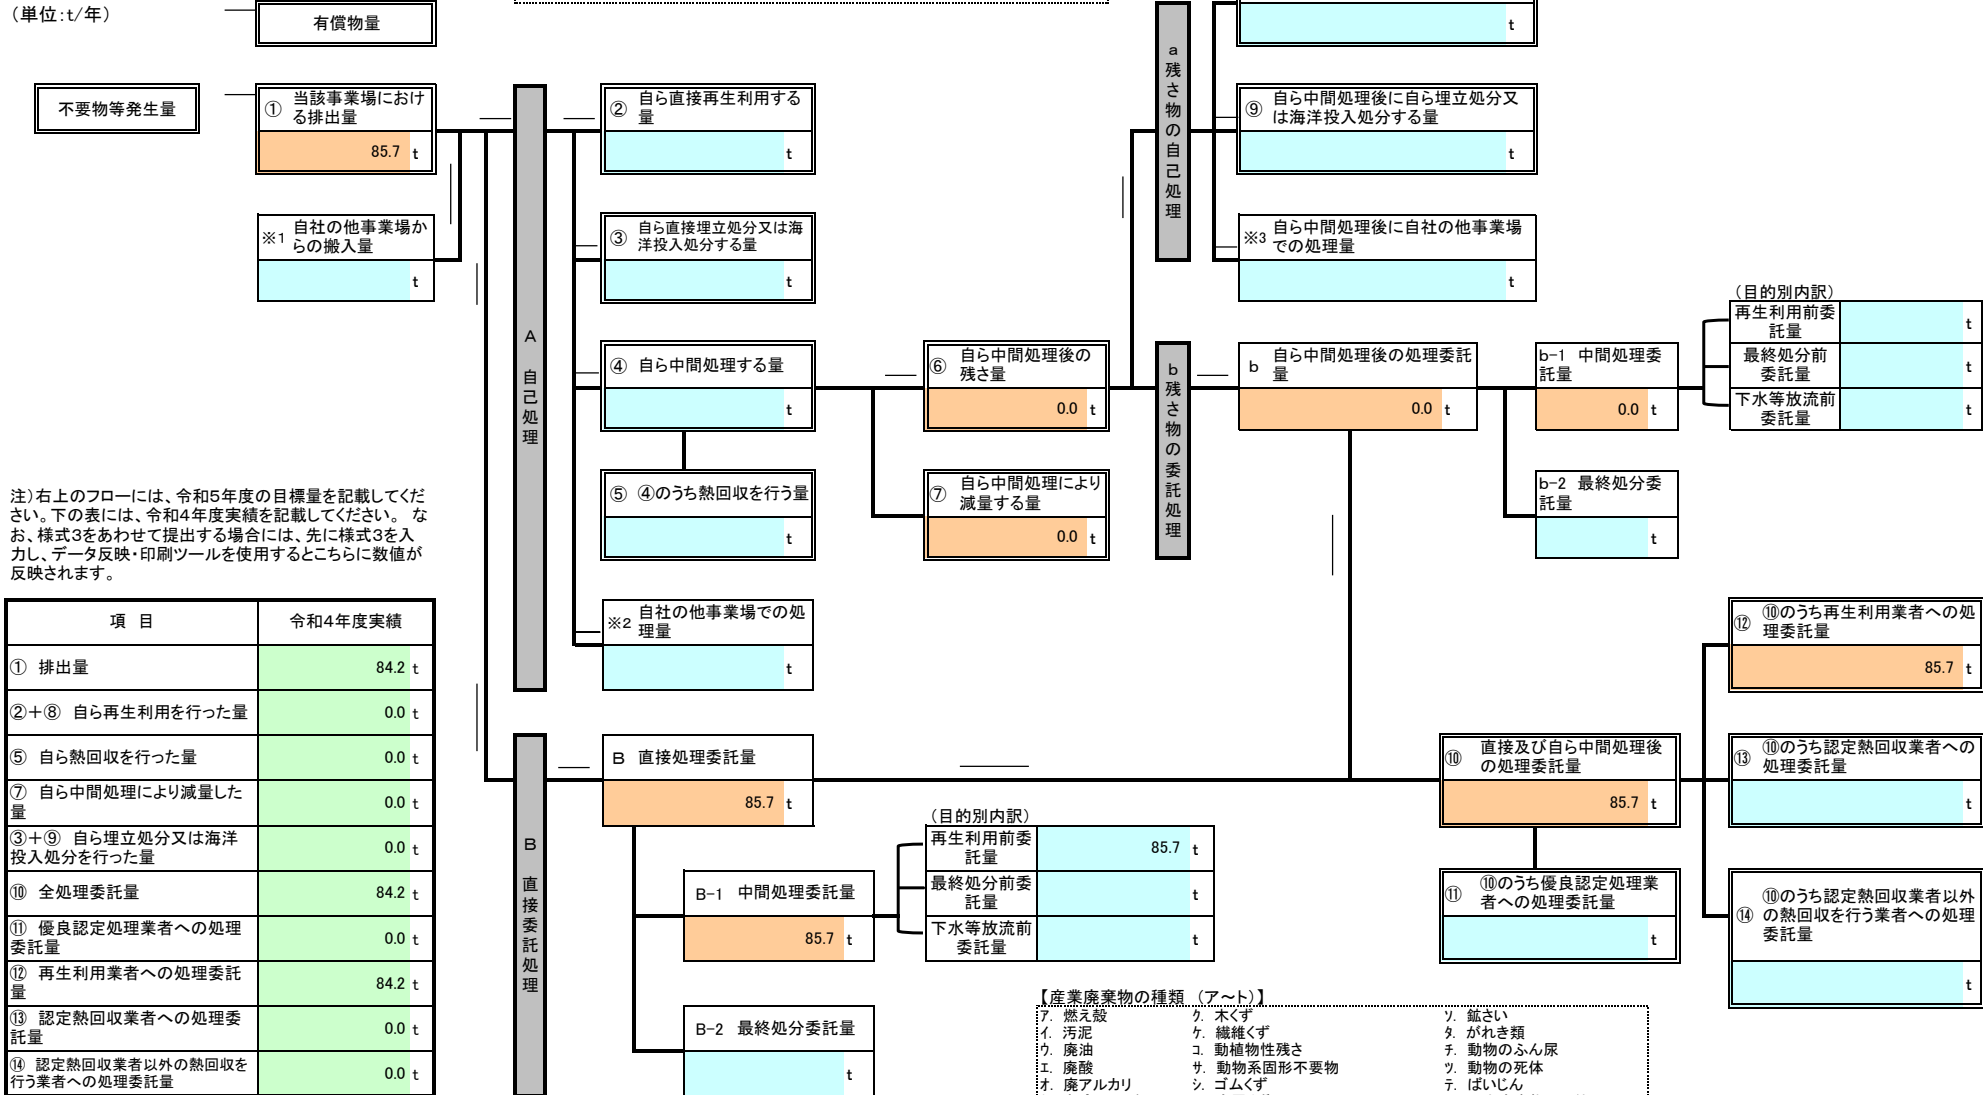 （単位:t/年）
有償物量
t
不要物等発生量
① 当該事業場におけ
る排出量
85.7 t
※1 自社の他事業場か
らの搬入量
t
A 自己処理
② 自ら直接再生利用する
量
t
③ 自ら直接埋立処分又は海
洋投入処分する量
t
④ 自ら中間処理する量
t
⑤ ④のうち熱回収を行う量
t
※2 自社の他事業場での処
理量
t
⑥ 自ら中間処理後の
残さ量
0.0 t
⑦ 自ら中間処理により
減量する量
0.0 t
a残さ物の自己処理
⑨ 自ら中間処理後に自ら埋立処分又
は海洋投入処分する量
t
※3 自ら中間処理後に自社の他事業場
での処理量
t
b残さ物の委託処理
b 自ら中間処理後の処理委託
量
0.0 t
b-1 中間処理委
託量
0.0 t
b-2 最終処分委
託量
t
（目的別内訳）
再生利用前委
託量
t
最終処分前
委託量
t
下水等放流前
委託量
t
注）右上のフローには、令和５年度の目標量を記載してくだ
さい。下の表には、令和４年度実績を記載してください。 な
お、様式３をあわせて提出する場合には、先に様式３を入
力し、データ反映・印刷ツールを使用するとこちらに数値が
反映されます。
項 目 令和４年度実績
① 排出量 84.2 t
②＋⑧ 自ら再生利用を行った量 0.0 t
⑤ 自ら熱回収を行った量 0.0 t
⑦ 自ら中間処理により減量した
量 0.0 t
③＋⑨ 自ら埋立処分又は海洋
投入処分を行った量 0.0 t
⑩ 全処理委託量 84.2 t
⑪ 優良認定処理業者への処理
委託量 0.0 t
⑫ 再生利用業者への処理委託
量 84.2 t
⑬ 認定熱回収業者への処理委
託量 0.0 t
⑭ 認定熱回収業者以外の熱回収を
行う業者への処理委託量 0.0 t
B 直接委託処理
B 直接処理委託量
85.7 t
B-1 中間処理委託量
85.7 t
B-2 最終処分委託量
t
（目的別内訳）
再生利用前委
託量
85.7 t
最終処分前委
託量
t
下水等放流前
委託量
t
⑩ 直接及び自ら中間処理後
の処理委託量
85.7 t
⑪ ⑩のうち優良認定処理業
者への処理委託量
t
⑫ ⑩のうち再生利用業者への処
理委託量
85.7 t
⑬ ⑩のうち認定熱回収業者への
処理委託量
t
⑭ ⑩のうち認定熱回収業者以外
の熱回収を行う業者への処理
委託量
t
【産業廃棄物の種類 （ア～ト）】
ア. 燃え殻 ク. 木くず ソ. 鉱さい
イ. 汚泥 ケ. 繊維くず タ. がれき類
ウ. 廃油 コ. 動植物性残さ チ. 動物のふん尿
エ. 廃酸 サ. 動物系固形不要物 ツ. 動物の死体
オ. 廃アルカリ シ. ゴムくず テ. ばいじん